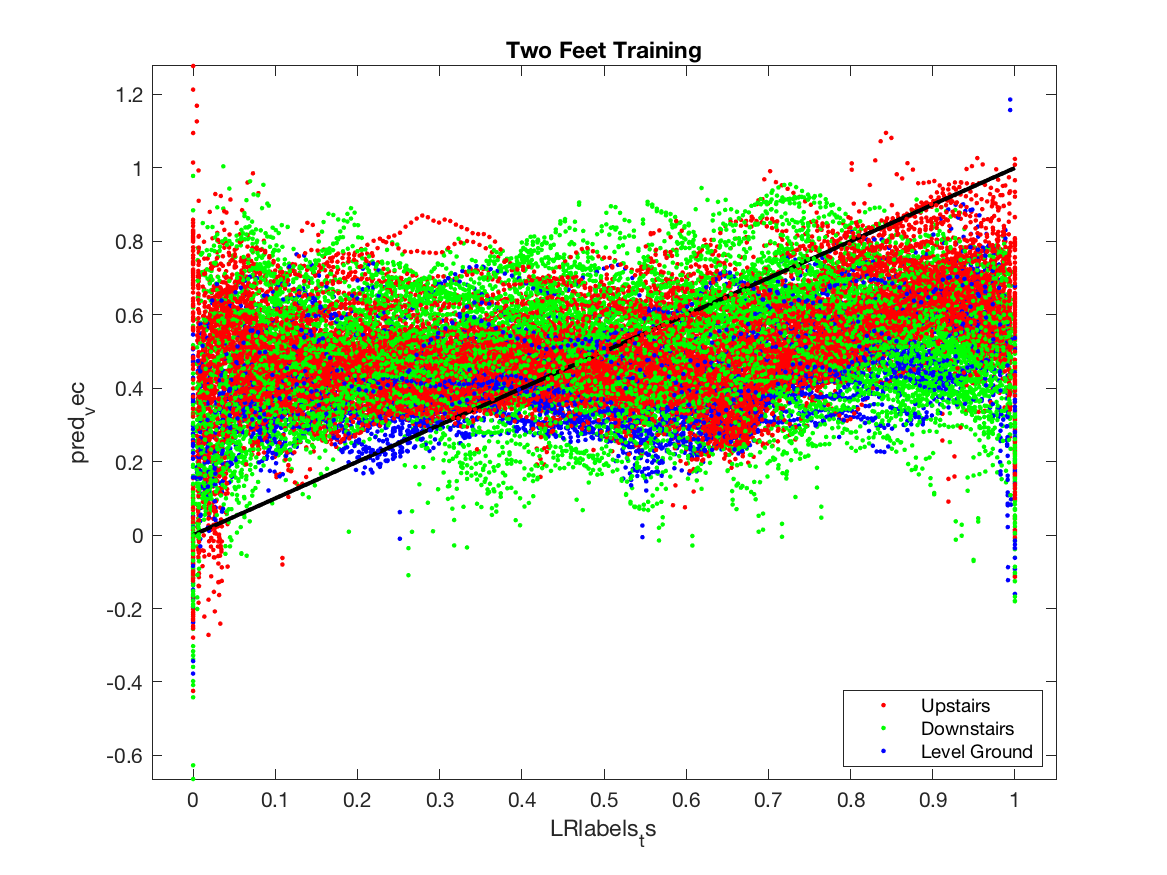 Two Feet Training
1.2
1
0.8
0.6
0.4
0.2
0
-0.2
-0.4
-0.6
pred_vec
0 0.1 0.2 0.3 0.4 0.5 0.6 0.7 0.8 0.9 1
LRlabels_ts
Upstairs
Downstairs
Level Ground